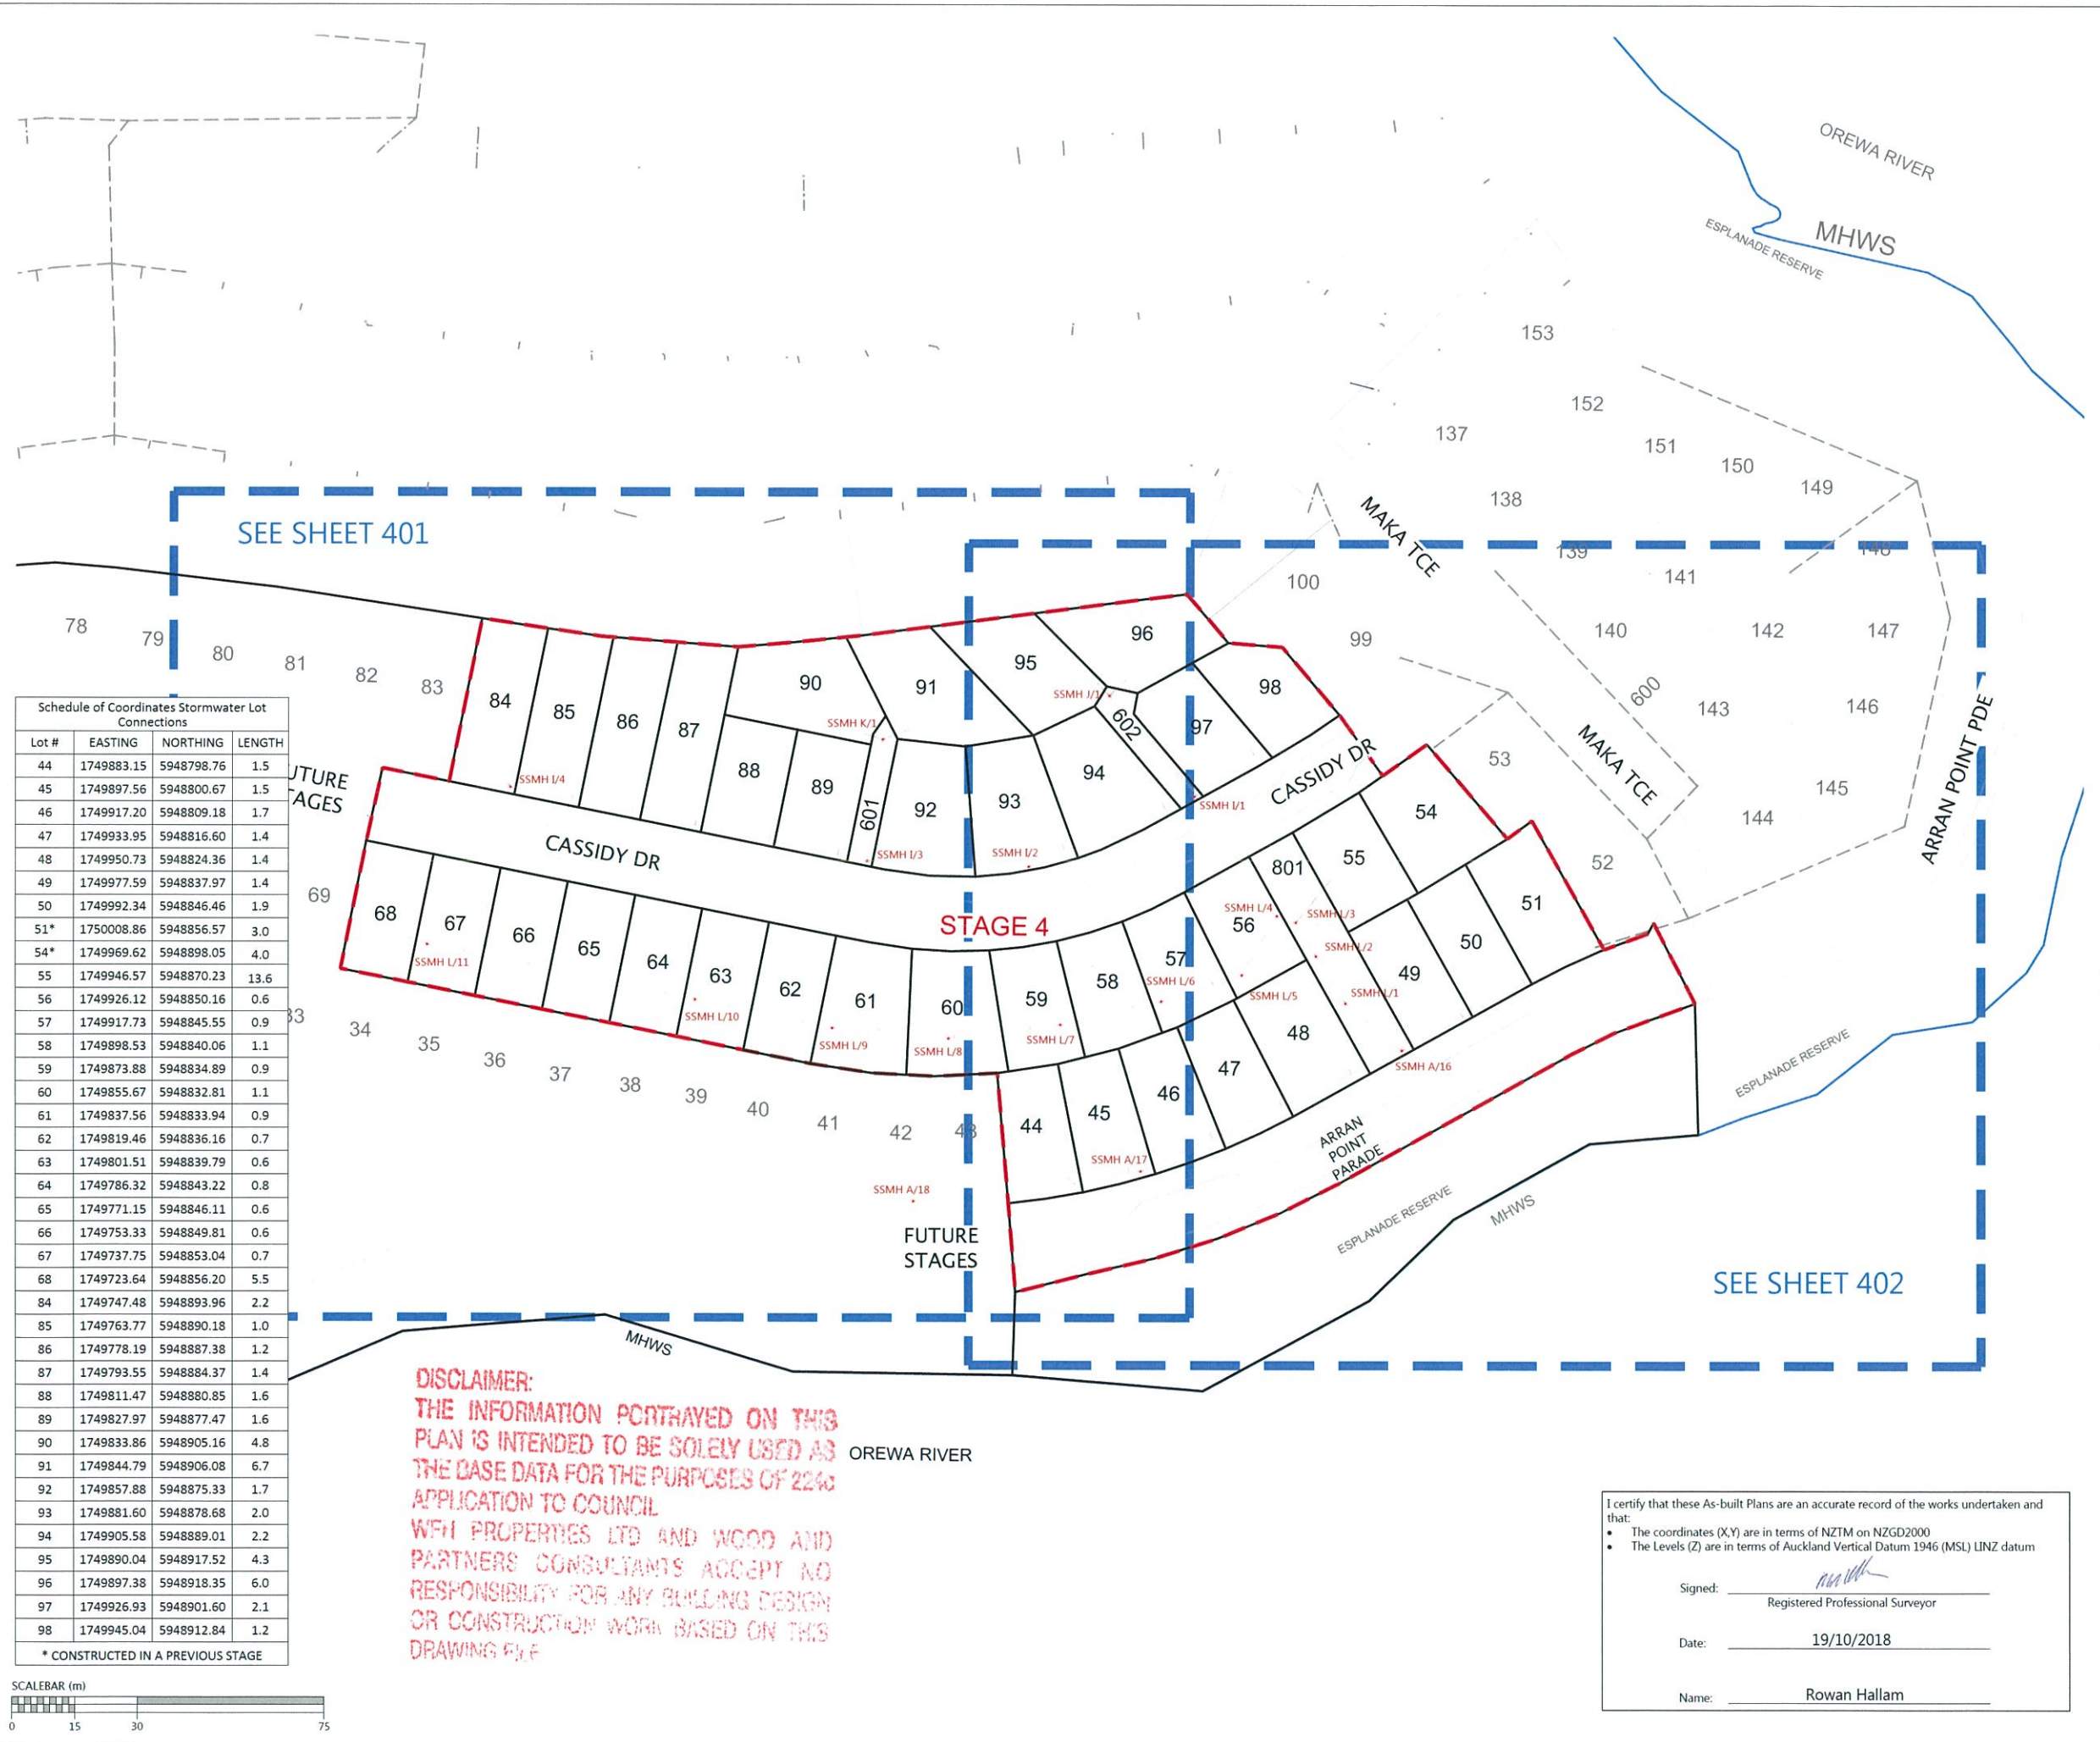 OREWA RIVER
MHWS
ESPLANADE RESERVE
153
152
137
151
150
149
138
SEE SHEET 401
MAKA TCE
139
148
141
100
140
142
147
99
78
79
80
81
82
83
84
85
86
87
90
91
95
96
98
97
SSMH J/1
SSMH K/1
602
600
143
146
53
MAKA TCE
145
144
ARRAN POINT PDE
88
89
601
92
93
94
SSMH I/4
SSMH I/3
SSMH I/2
SSMH I/1
CASSIDY DR
CASSIDY DR
UTURE
AGES
54
55
801
52
51
50
49
69
68
67
66
65
64
63
62
61
60
59
58
57
56
STAGE 4
SSMH L/4
SSMH L/3
SSMH L/2
SSMH L/1
SSMH L/5
SSMH L/6
SSMH L/7
SSMH L/8
SSMH L/9
SSMH L/10
SSMH L/11
33
34
35
36
37
38
39
40
41
42
43
44
45
46
47
48
SSMH A/16
SSMH A/17
SSMH A/18
ARRAN
POINT
PARADE
ESPLANADE RESERVE
ESPLANADE RESERVE
MHWS
FUTURE
STAGES
SEE SHEET 402
MHWS
OREWA RIVER
Schedule of Coordinates Stormwater Lot
Connections
Lot # EASTING NORTHING LENGTH
44 1749883.15 5948798.76 1.5
45 1749897.56 5948800.67 1.5
46 1749917.20 5948809.18 1.7
47 1749933.95 5948816.60 1.4
48 1749950.73 5948824.36 1.4
49 1749977.59 5948837.97 1.4
50 1749992.34 5948846.46 1.9
51* 1750008.86 5948856.57 3.0
54* 1749969.62 5948898.05 4.0
55 1749946.57 5948870.23 13.6
56 1749926.12 5948850.16 0.6
57 1749917.73 5948845.55 0.9
58 1749898.53 5948840.06 1.1
59 1749873.88 5948834.89 0.9
60 1749855.67 5948832.81 1.1
61 1749837.56 5948833.94 0.9
62 1749819.46 5948836.16 0.7
63 1749801.51 5948839.79 0.6
64 1749786.32 5948843.22 0.8
65 1749771.15 5948846.11 0.6
66 1749753.33 5948849.81 0.6
67 1749737.75 5948853.04 0.7
68 1749723.64 5948856.20 5.5
84 1749747.48 5948893.96 2.2
85 1749763.77 5948890.18 1.0
86 1749778.19 5948887.38 1.2
87 1749793.55 5948884.37 1.4
88 1749811.47 5948880.85 1.6
89 1749827.97 5948877.47 1.6
90 1749833.86 5948905.16 4.8
91 1749844.79 5948906.08 6.7
92 1749857.88 5948875.33 1.7
93 1749881.60 5948878.68 2.0
94 1749905.58 5948889.01 2.2
95 1749890.04 5948917.52 4.3
96 1749897.38 5948918.35 6.0
97 1749926.93 5948901.60 2.1
98 1749945.04 5948912.84 1.2
* CONSTRUCTED IN A PREVIOUS STAGE
SCALEBAR (m)
0 15 30 75
DISCLAIMER:
THE INFORMATION PORTRAYED ON THIS
PLAN IS INTENDED TO BE SOLELY USED AS
THE BASE DATA FOR THE PURPOSES OF 224c
APPLICATION TO COUNCIL
WFH PROPERTIES LTD AND WOOD AND
PARTNERS CONSULTANTS ACCEPT NO
RESPONSIBILITY FOR ANY BUILDING DESIGN
OR CONSTRUCTION WORK BASED ON THIS
DRAWING FILE
I certify that these As-built Plans are an accurate record of the works undertaken and
that:
• The coordinates (X,Y) are in terms of NZTM on NZGD2000
• The Levels (Z) are in terms of Auckland Vertical Datum 1946 (MSL) LINZ datum
Signed:
Registered Professional Surveyor
Date: 19/10/2018
Name: Rowan Hallam